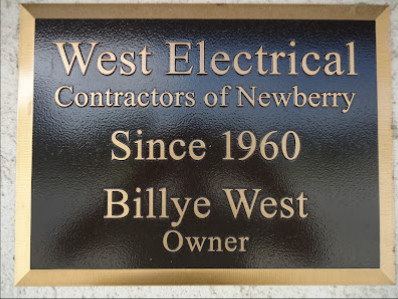 West Electrical
Contractors of Newberry
Since 1960
Billye West
Owner